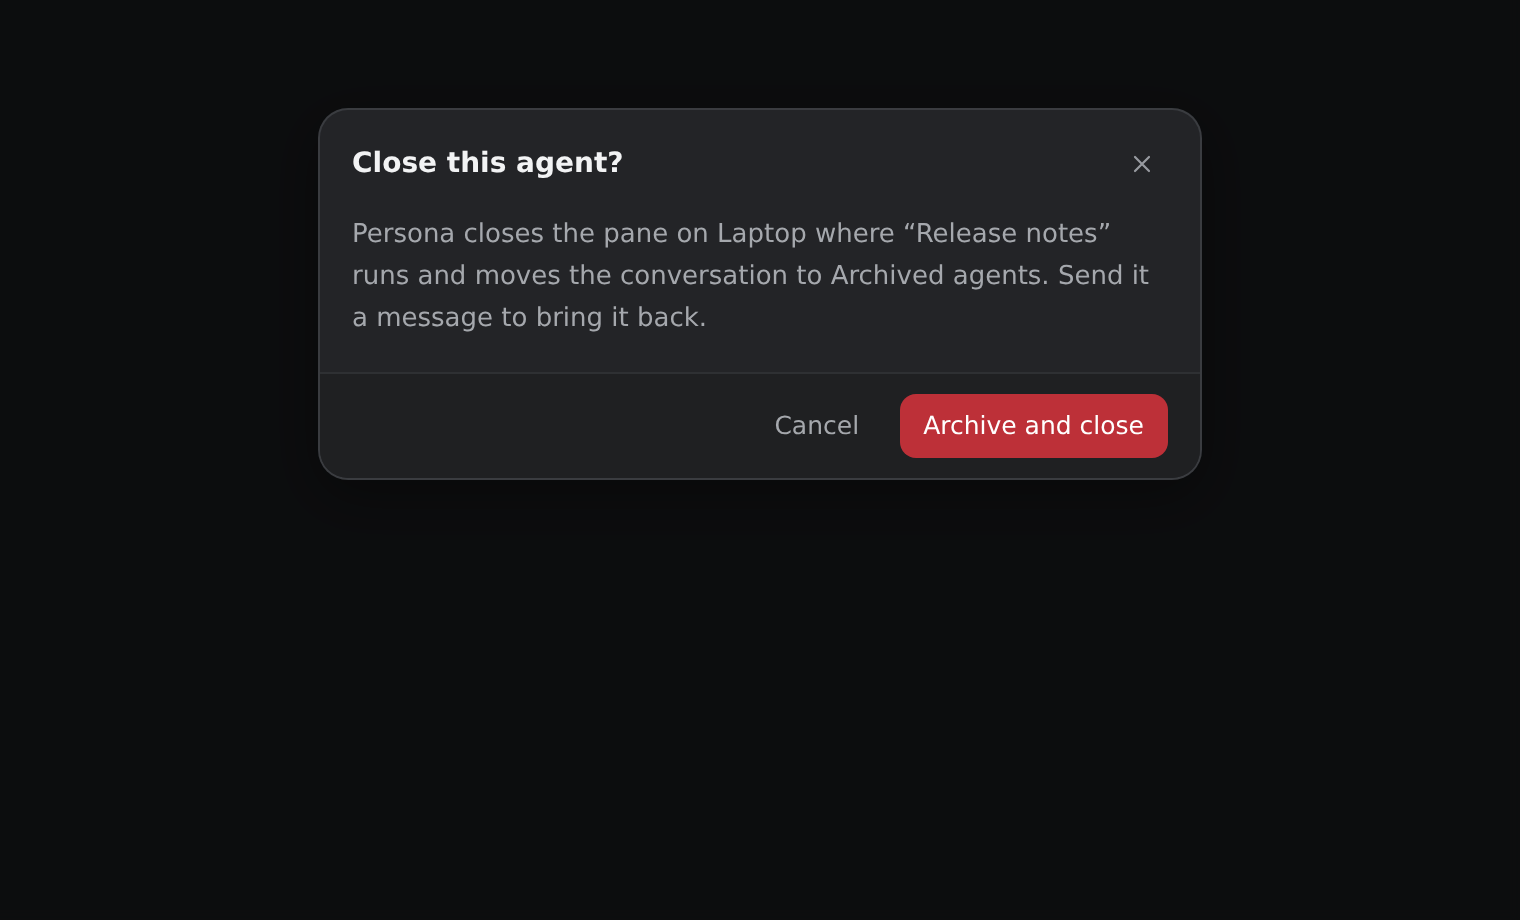 Close this agent?
Persona closes the pane on Laptop where “Release notes”
runs and moves the conversation to Archived agents. Send it
a message to bring it back.
Cancel
Archive and close